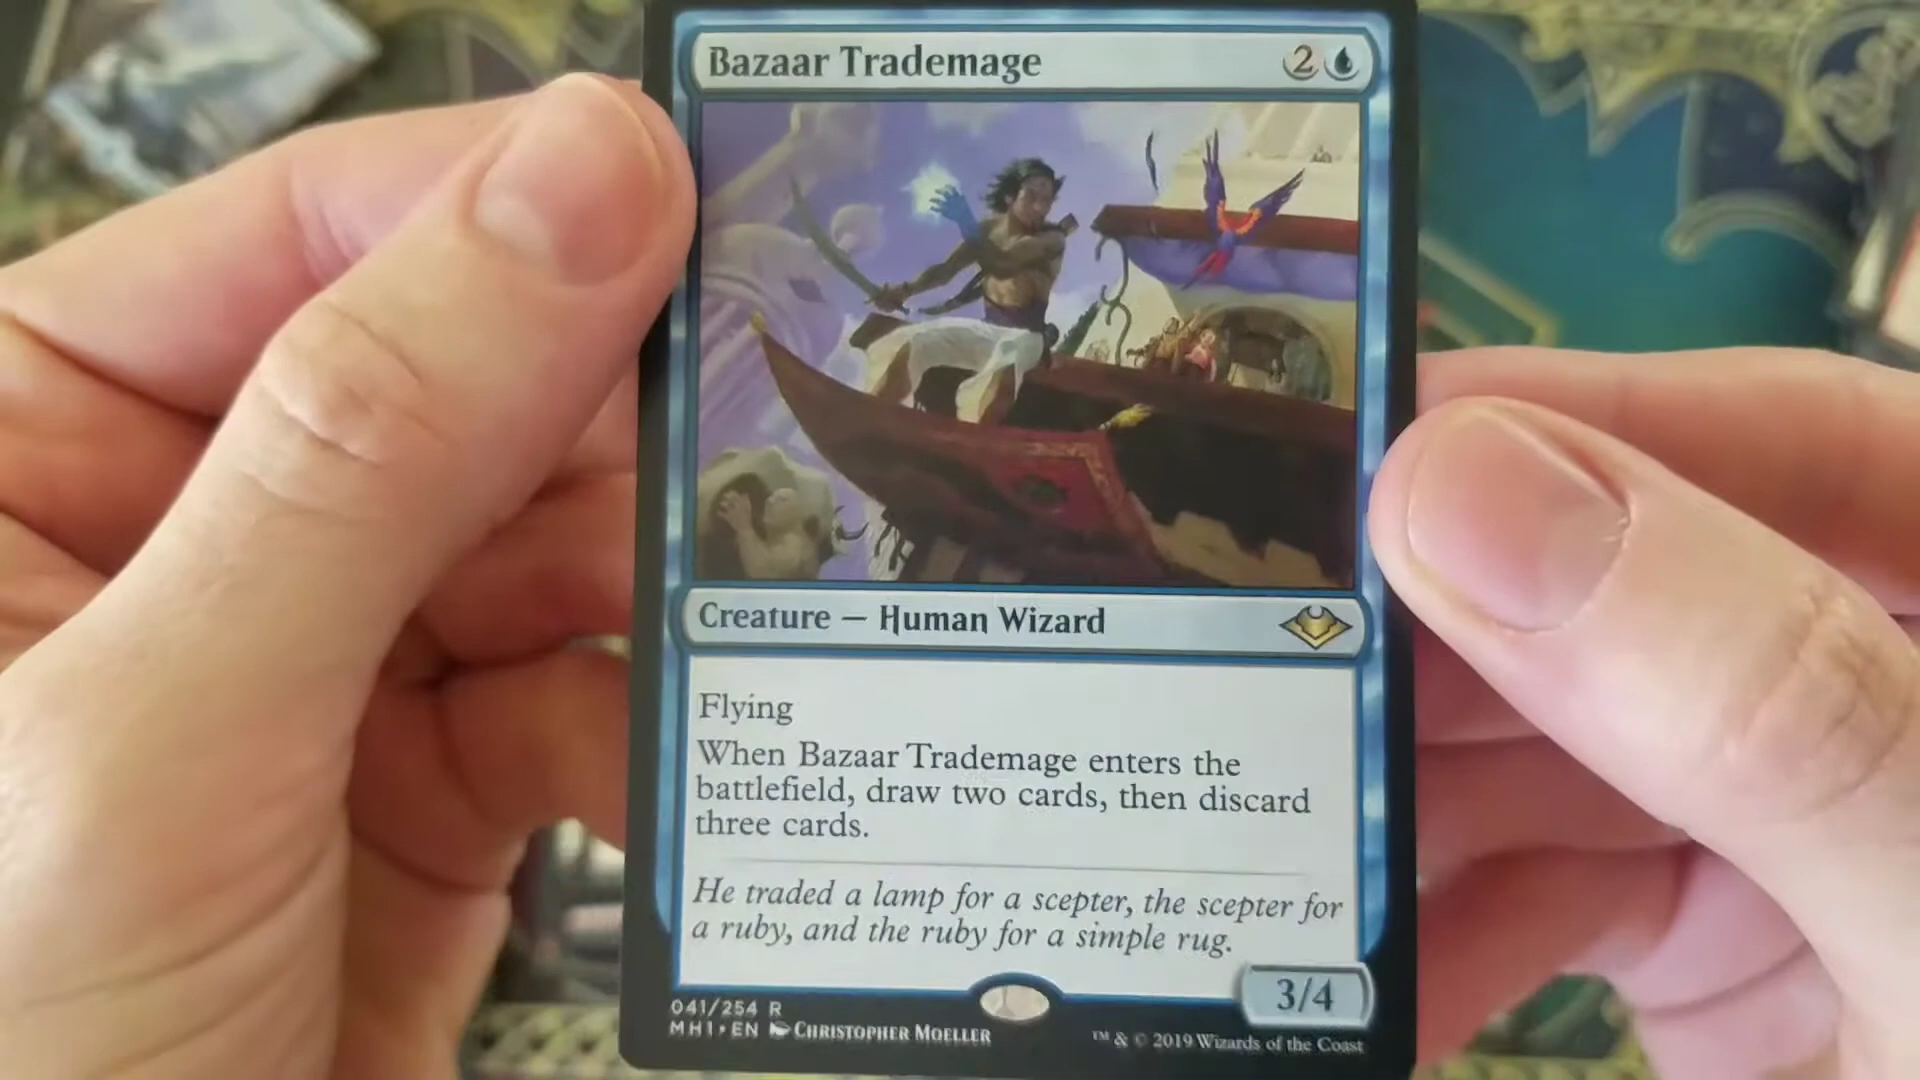 Bazaar Trademage 2
Creature — Human Wizard
Flying
When Bazaar Trademage enters the
battlefield, draw two cards, then discard
three cards.
He traded a lamp for a scepter, the scepter for
a ruby, and the ruby for a simple rug.
3/4
041/254 R
MH1 • EN Christopher Moeller
™ & © 2019 Wizards of the Coast